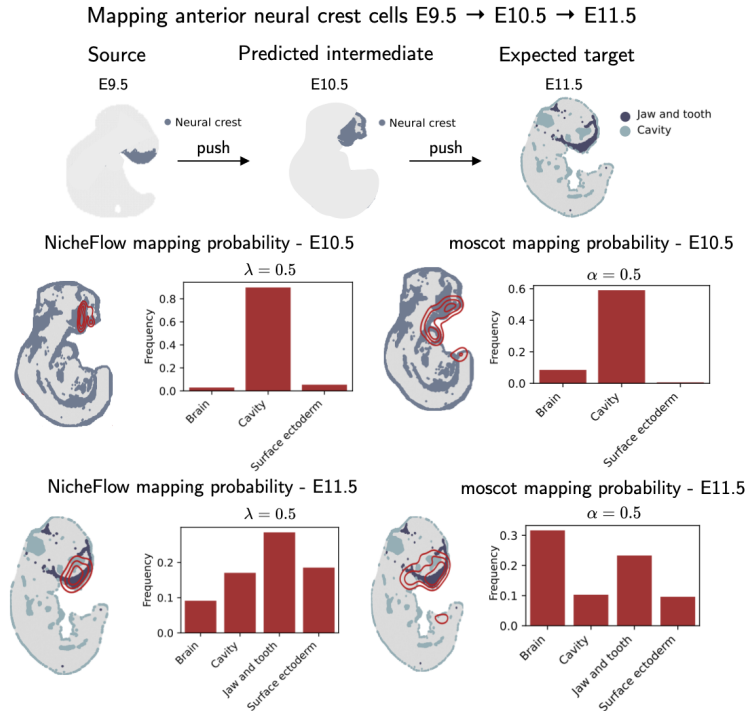 Mapping anterior neural crest cells E9.5 → E10.5 → E11.5
Source
Predicted intermediate
Expected target
E9.5
E10.5
E11.5
Neural crest
push
Neural crest
push
Jaw and tooth
Cavity
NicheFlow mapping probability - E10.5
λ = 0.5
Frequency
0.8
0.6
0.4
0.2
0.0
Brain
Cavity
Surface ectoderm
moscot mapping probability - E10.5
α = 0.5
Frequency
0.6
0.4
0.2
0.0
Brain
Cavity
Surface ectoderm
NicheFlow mapping probability - E11.5
λ = 0.5
Frequency
0.2
0.1
0.0
Brain
Cavity
Jaw and tooth
Surface ectoderm
moscot mapping probability - E11.5
α = 0.5
Frequency
0.3
0.2
0.1
0.0
Brain
Cavity
Jaw and tooth
Surface ectoderm